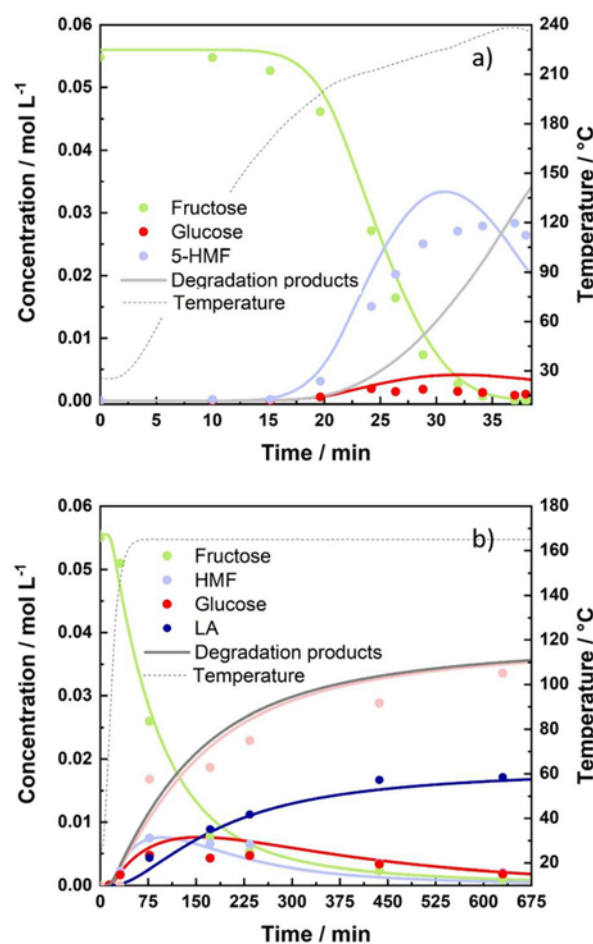 a)
Concentration / mol L⁻¹
0.06
0.05
0.04
0.03
0.02
0.01
0.00
Fructose
Glucose
5-HMF
Degradation products
Temperature
240
210
180
150
120
90
60
30
Temperature / °C
0 5 10 15 20 25 30 35
Time / min
b)
Concentration / mol L⁻¹
0.06
0.05
0.04
0.03
0.02
0.01
0.00
Fructose
HMF
Glucose
LA
Degradation products
Temperature
180
160
140
120
100
80
60
40
20
Temperature / °C
0 75 150 225 300 375 450 525 600 675
Time / min